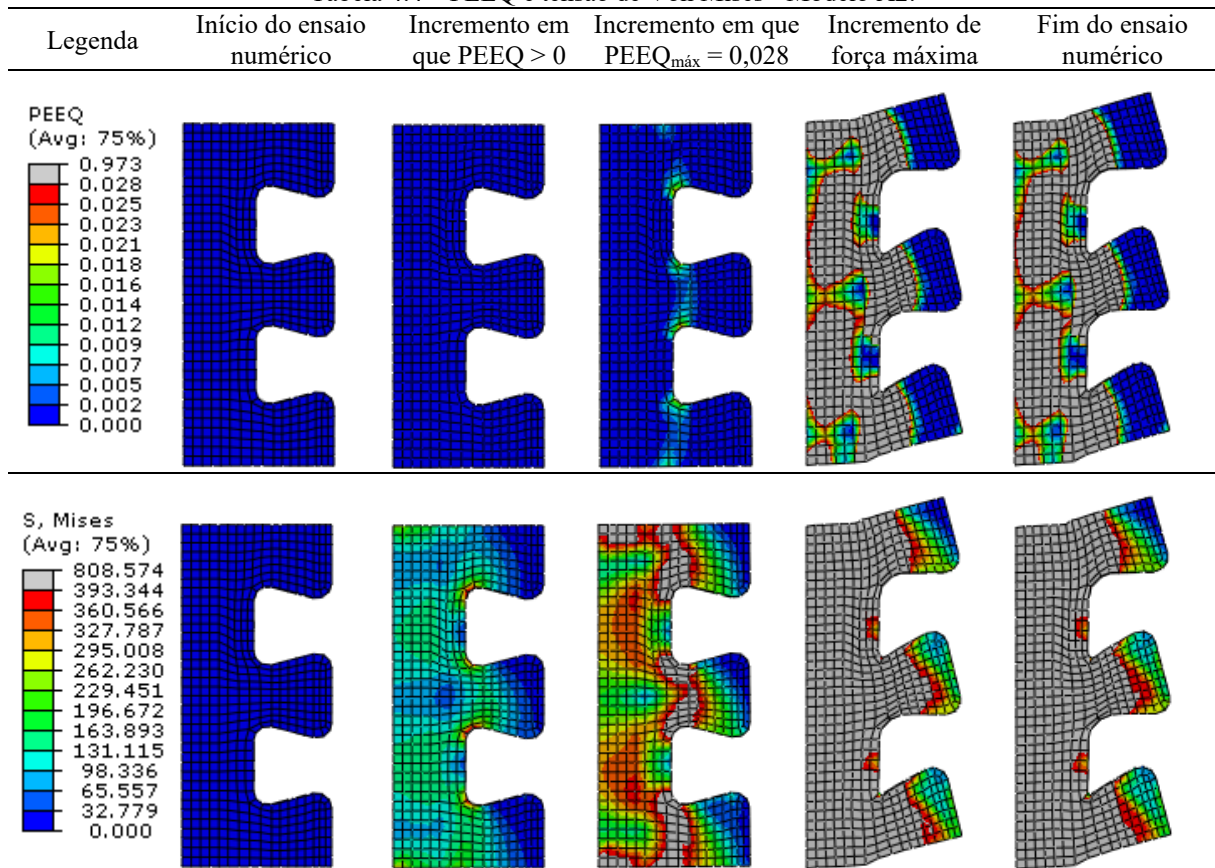 Legenda
Início do ensaio
numérico
Incremento em
que PEEQ > 0
Incremento em que
PEEQmáx = 0,028
Incremento de
força máxima
Fim do ensaio
numérico
PEEQ
(Avg: 75%)
0.973
0.028
0.025
0.023
0.021
0.018
0.016
0.014
0.012
0.009
0.007
0.005
0.002
0.000
S, Mises
(Avg: 75%)
808.574
393.344
360.566
327.787
295.008
262.230
229.451
196.672
163.893
131.115
98.336
65.557
32.779
0.000